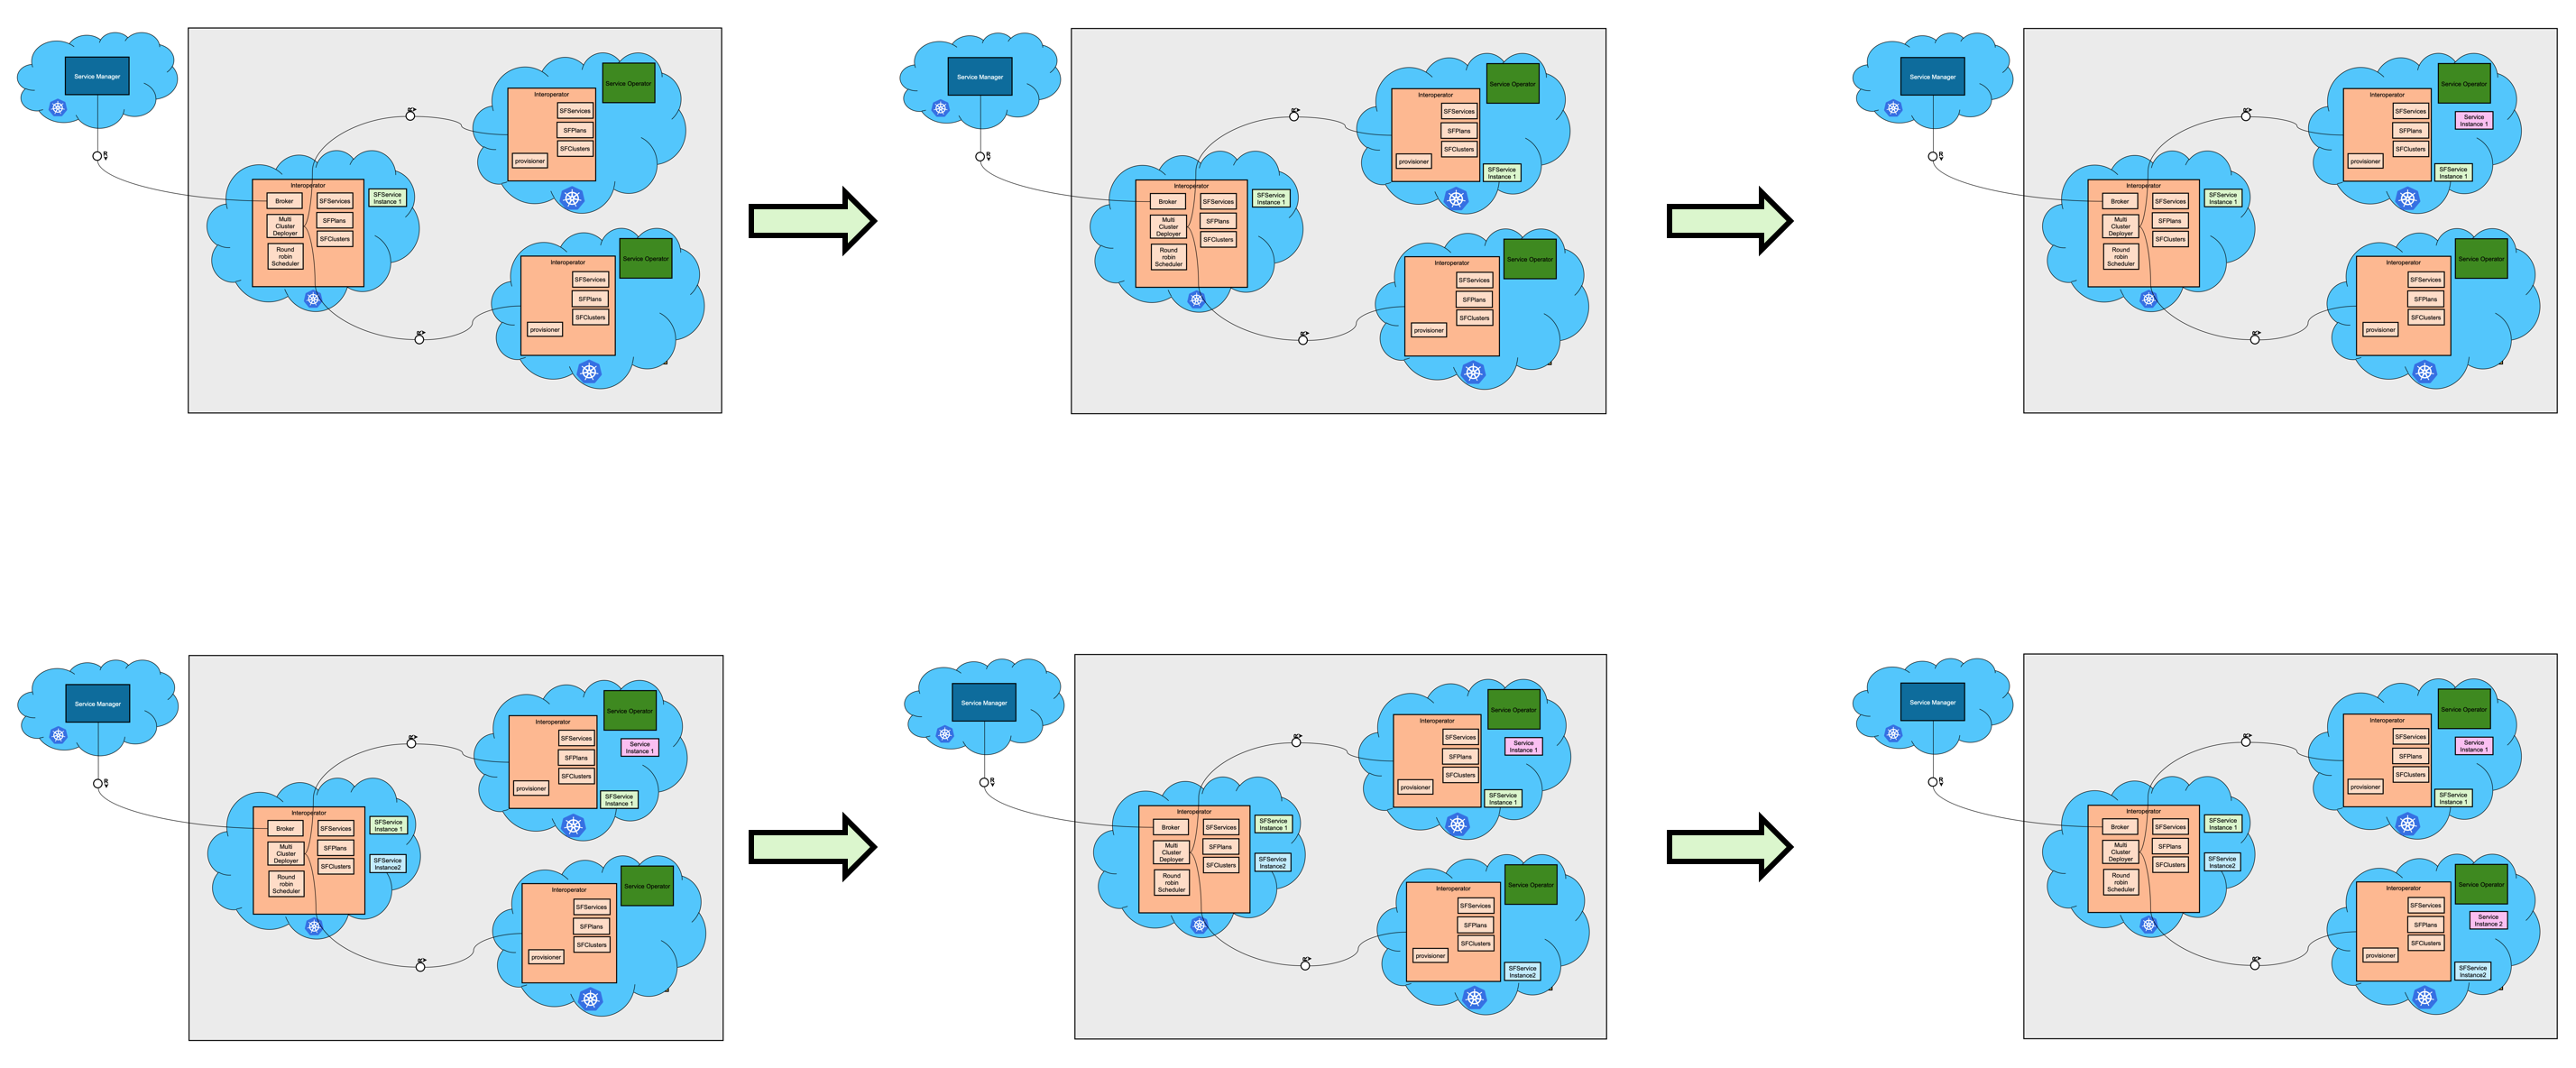 Service Manager
R
Interoperator
Broker
SFServices
Multi
Cluster
Deployer
SFPlans
SFClusters
Round
robin
Scheduler
SFService
Instance 1
R
Interoperator
SFServices
SFPlans
SFClusters
provisioner
Service Operator
R
Interoperator
SFServices
SFPlans
SFClusters
provisioner
Service Operator
Service Manager
R
Interoperator
Broker
SFServices
Multi
Cluster
Deployer
SFPlans
SFClusters
Round
robin
Scheduler
SFService
Instance 1
R
Interoperator
SFServices
SFPlans
SFClusters
provisioner
Service Operator
SFService
Instance 1
R
Interoperator
SFServices
SFPlans
SFClusters
provisioner
Service Operator
Service Manager
R
Interoperator
Broker
SFServices
Multi
Cluster
Deployer
SFPlans
SFClusters
Round
robin
Scheduler
SFService
Instance 1
R
Interoperator
SFServices
SFPlans
SFClusters
provisioner
Service Operator
Service
Instance 1
SFService
Instance 1
R
Interoperator
SFServices
SFPlans
SFClusters
provisioner
Service Operator
Service Manager
R
Interoperator
Broker
SFServices
Multi
Cluster
Deployer
SFPlans
SFClusters
Round
robin
Scheduler
SFService
Instance 1
SFService
Instance2
R
Interoperator
SFServices
SFPlans
SFClusters
provisioner
Service Operator
Service
Instance 1
SFService
Instance 1
R
Interoperator
SFServices
SFPlans
SFClusters
provisioner
Service Operator
Service Manager
R
Interoperator
Broker
SFServices
Multi
Cluster
Deployer
SFPlans
SFClusters
Round
robin
Scheduler
SFService
Instance 1
SFService
Instance2
R
Interoperator
SFServices
SFPlans
SFClusters
provisioner
Service Operator
Service
Instance 1
SFService
Instance 1
R
Interoperator
SFServices
SFPlans
SFClusters
provisioner
Service Operator
SFService
Instance2
Service Manager
R
Interoperator
Broker
SFServices
Multi
Cluster
Deployer
SFPlans
SFClusters
Round
robin
Scheduler
SFService
Instance 1
SFService
Instance2
R
Interoperator
SFServices
SFPlans
SFClusters
provisioner
Service Operator
Service
Instance 1
SFService
Instance 1
R
Interoperator
SFServices
SFPlans
SFClusters
provisioner
Service Operator
Service
Instance 2
SFService
Instance2